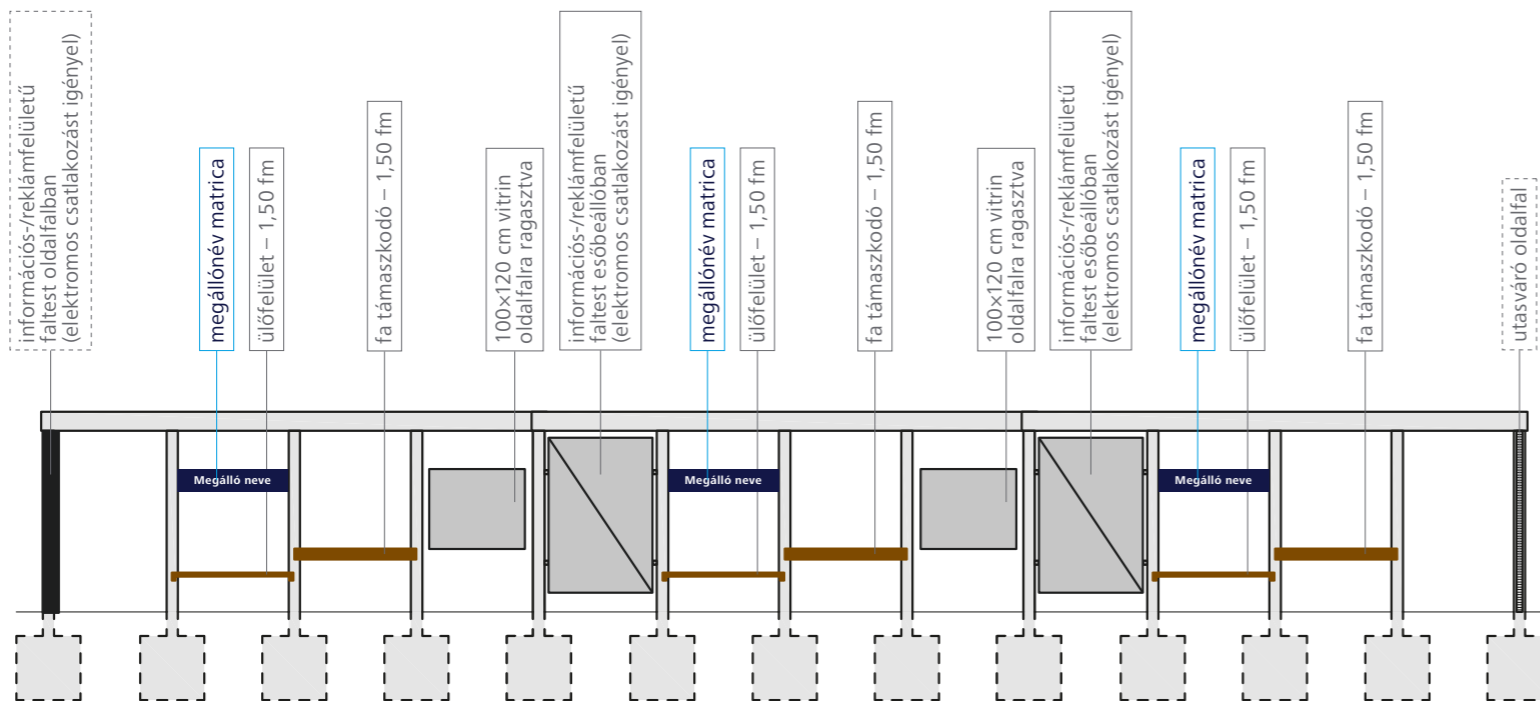 információs-/reklámfelületű
faltest oldalfalban
(elektromos csatlakozást igényel)
megállónév matrica
ülőfelület – 1,50 fm
fa támaszkodó – 1,50 fm
100×120 cm vitrin
oldalfalra ragasztva
információs-/reklámfelületű
faltest esőbeállóban
(elektromos csatlakozást igényel)
megállónév matrica
ülőfelület – 1,50 fm
fa támaszkodó – 1,50 fm
100×120 cm vitrin
oldalfalra ragasztva
információs-/reklámfelületű
faltest esőbeállóban
(elektromos csatlakozást igényel)
megállónév matrica
ülőfelület – 1,50 fm
fa támaszkodó – 1,50 fm
utasváró oldalfal
Megálló neve
Megálló neve
Megálló neve